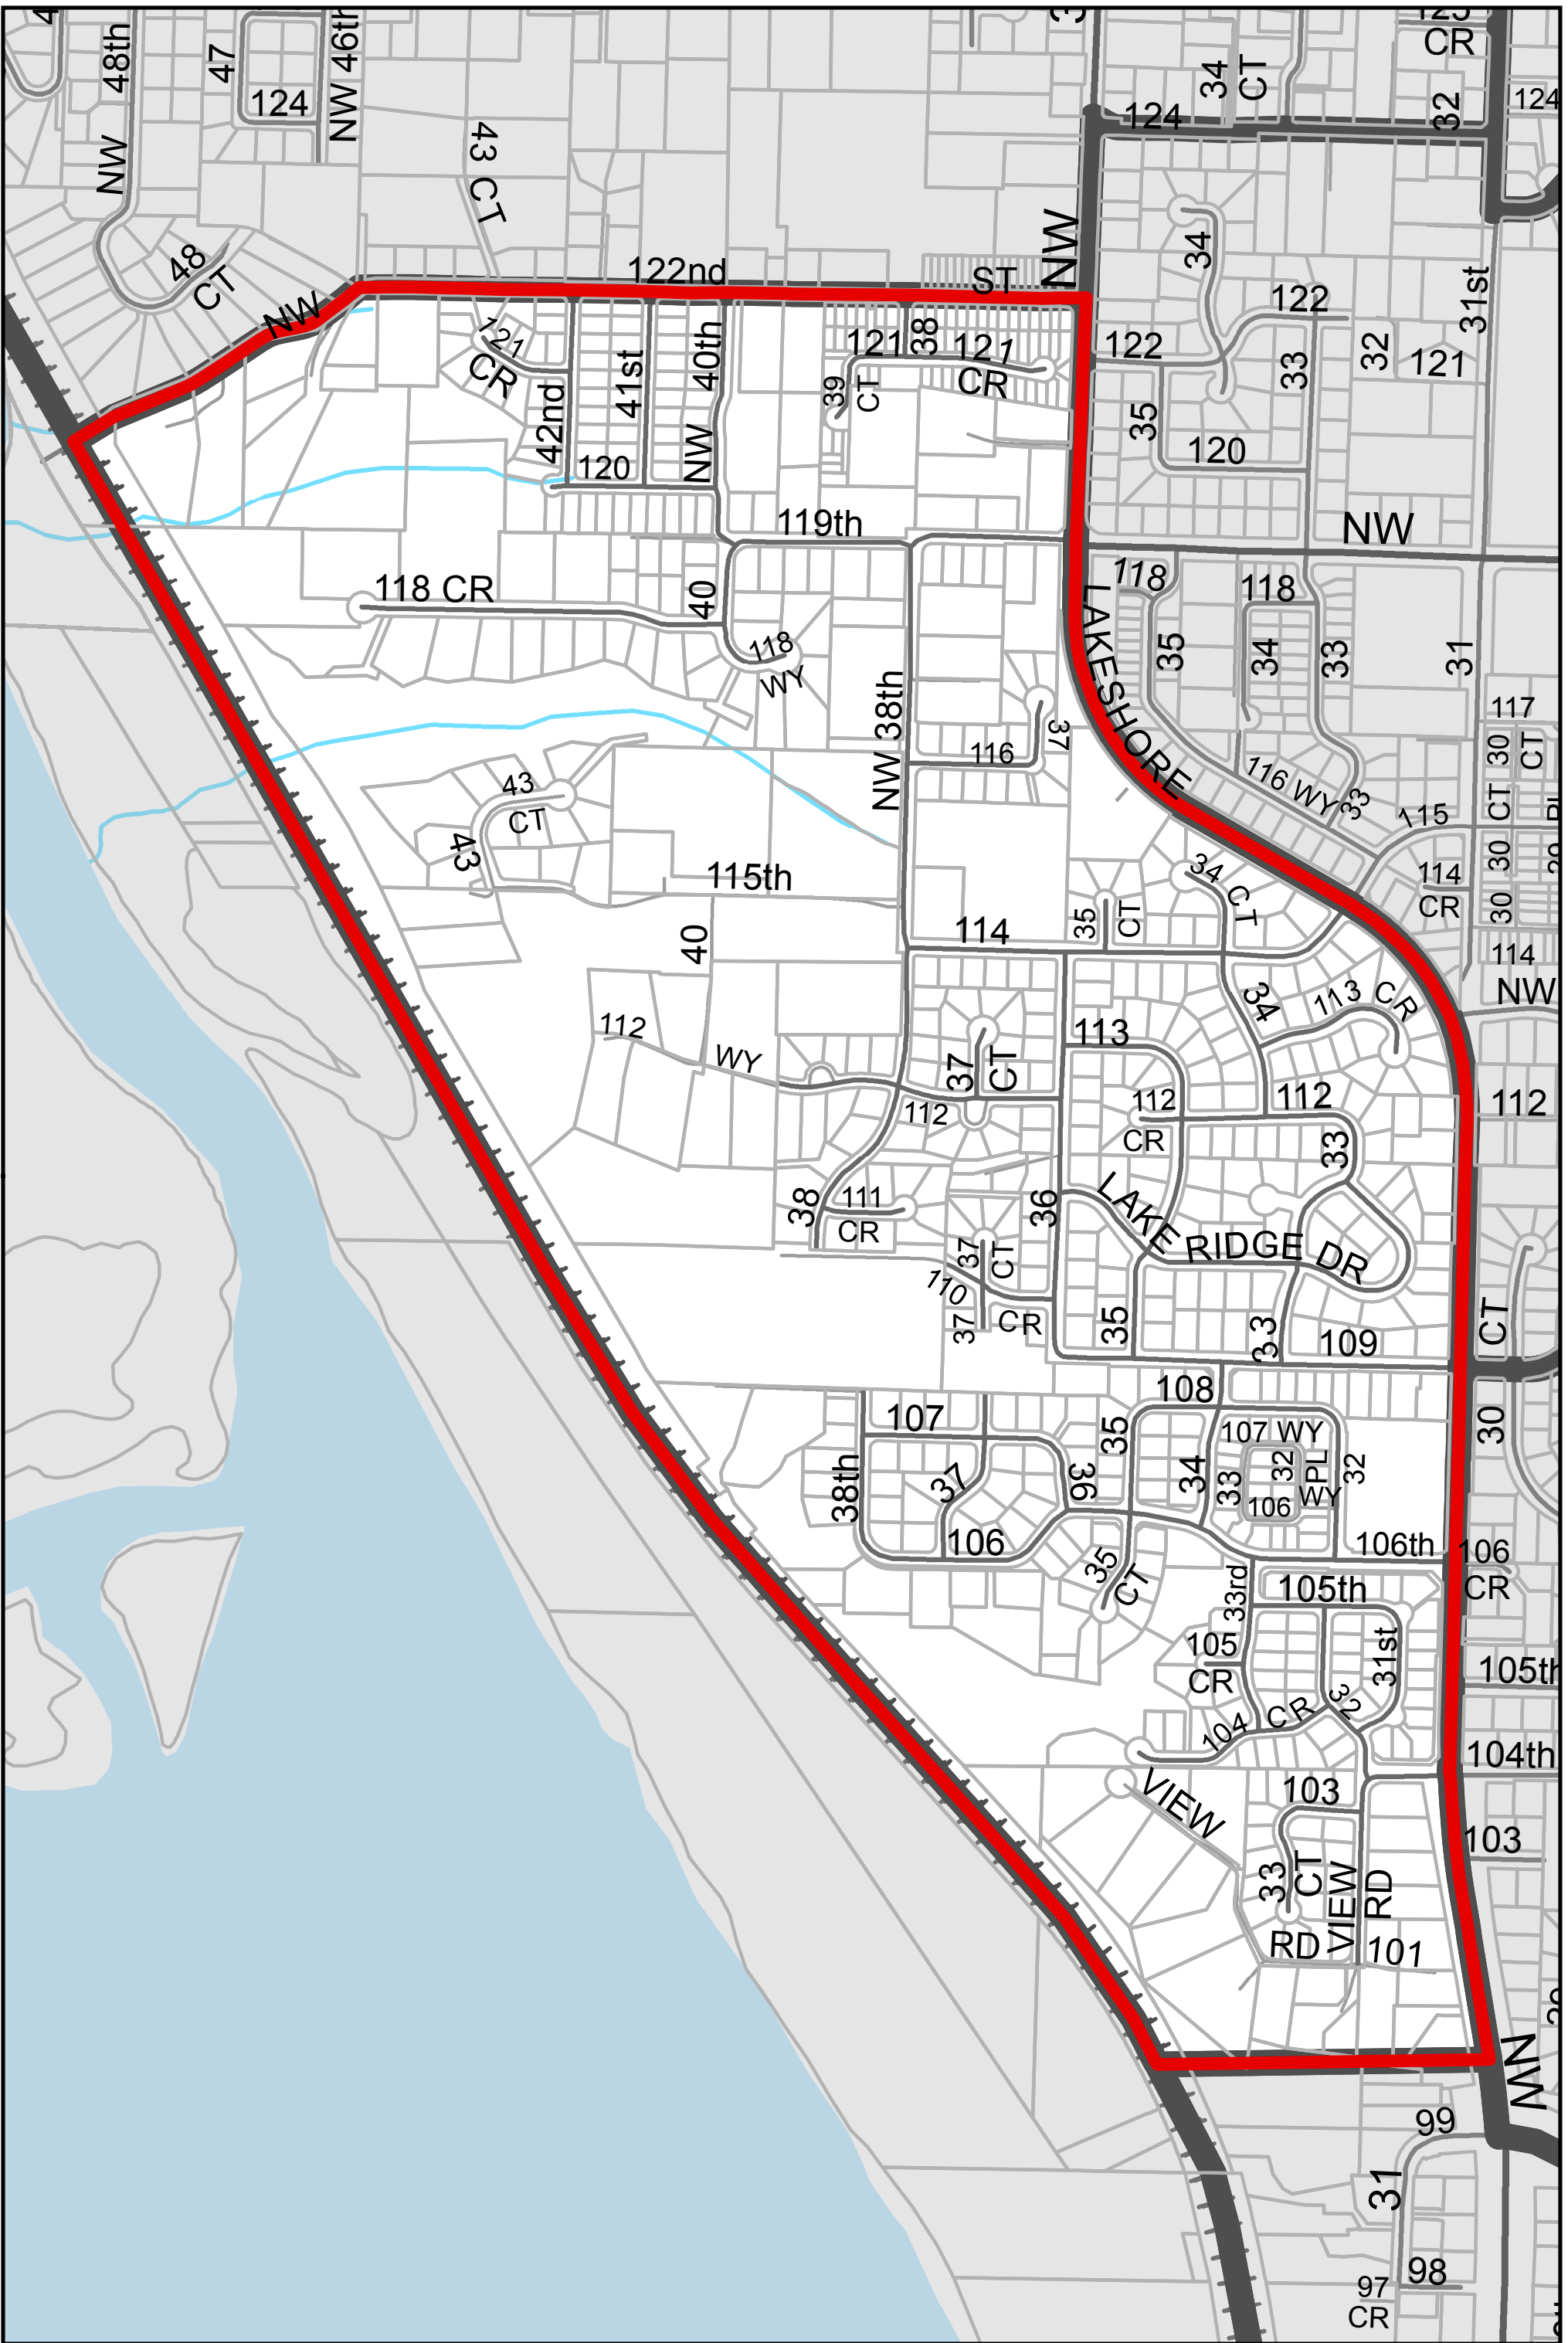 48th
NW
47
124
NW 46th
43 CT
48
CT
NW
122nd
ST
NW
124
34
CT
CR
32
124
34
122
122
33
32
121
31st
35
120
NW
121
CR
42nd
41st
40th
NW
120
121
38
121
CR
39
CT
119th
118 CR
40
118
WY
NW 38th
116
37
LAKESHORE
118
35
118
34
33
31
117
30
CT
116 WY
33
115
CT
30
114
CR
30
114
NW
43
CT
43
115th
40
114
35
CT
34 CT
34
113 CR
113
37
CT
112
WY
112
112
CR
112
33
112
38
111
CR
36
LAKE RIDGE DR
37
CT
110
37
CR
35
33
109
CT
30
108
107
38th
37
36
35
34
107 WY
33
32
PL
WY
106
32
106
35
CT
106th
106
CR
33rd
105th
105
CR
31st
32
104 CR
105th
104th
VIEW
103
33
CT
VIEW
RD
RD
101
103
NW
99
31
98
97
CR